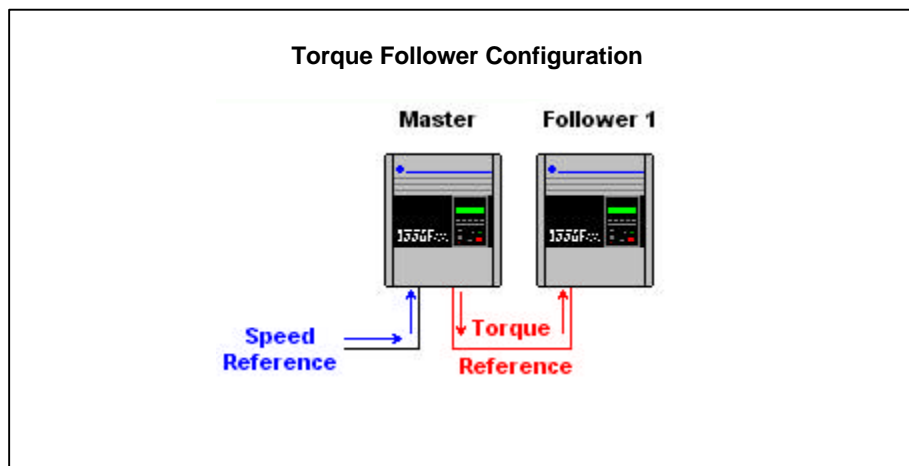 Torque Follower Configuration
Master
Follower 1
Speed
Reference
Torque
Reference